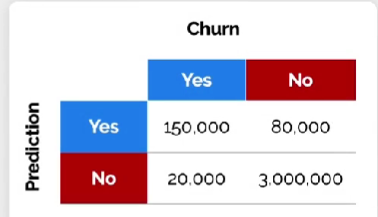 Churn
Yes No
Prediction
Yes 150,000 80,000
No 20,000 3,000,000